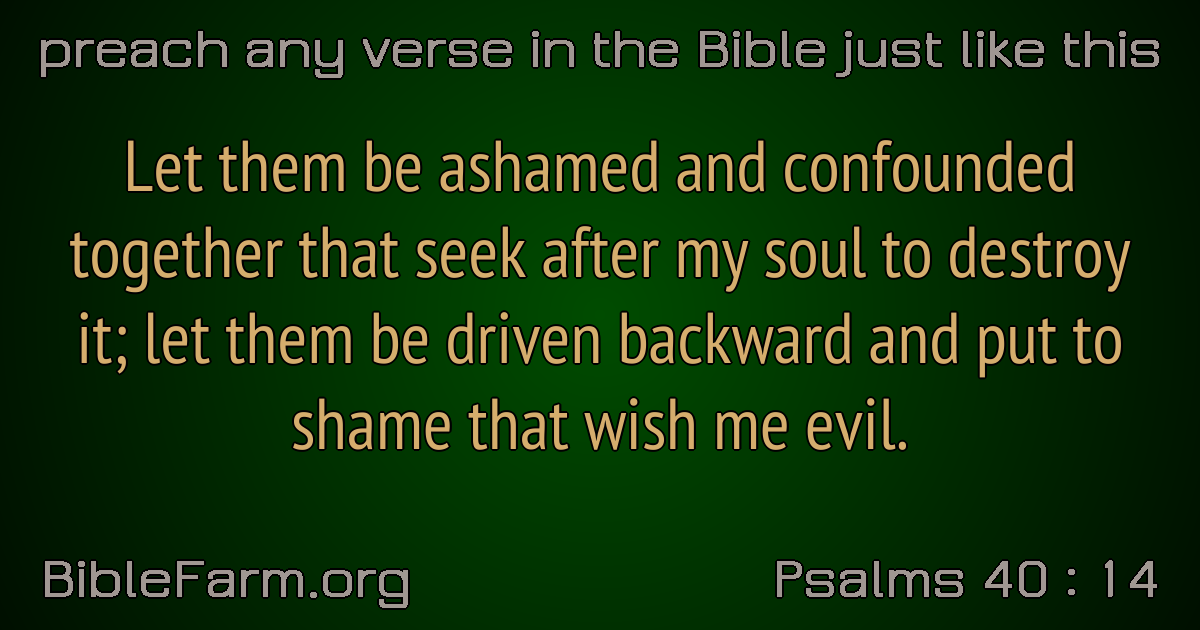 preach any verse in the Bible just like this
Let them be ashamed and confounded
together that seek after my soul to destroy
it; let them be driven backward and put to
shame that wish me evil.
BibleFarm.org
Psalms 40 : 14